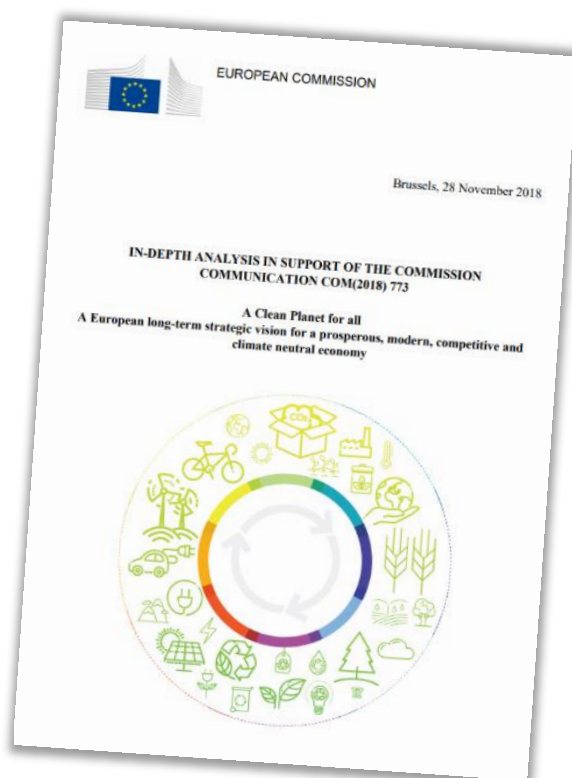 EUROPEAN COMMISSION
Brussels, 28 November 2018
IN-DEPTH ANALYSIS IN SUPPORT OF THE COMMISSION
COMMUNICATION COM(2018) 773
A Clean Planet for all
A European long-term strategic vision for a prosperous, modern, competitive and
climate neutral economy
CO₂